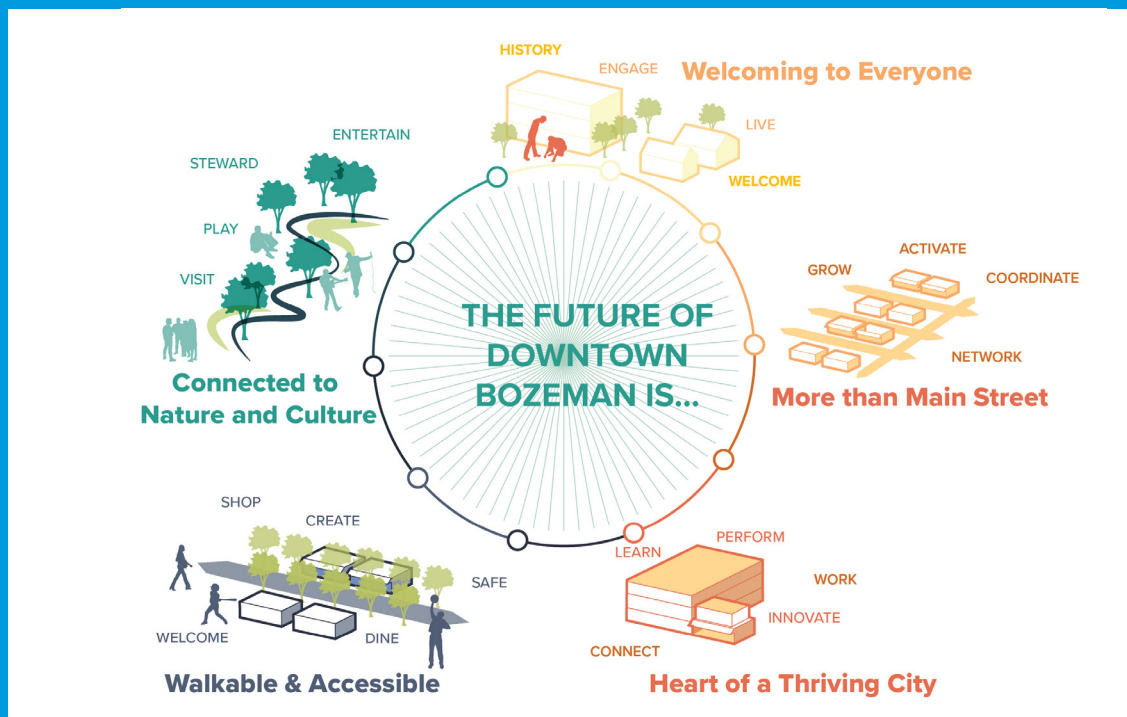 HISTORY
ENGAGE
Welcoming to Everyone
LIVE
WELCOME
ENTERTAIN
STEWARD
PLAY
VISIT
Connected to
Nature and Culture
THE FUTURE OF
DOWNTOWN
BOZEMAN IS...
ACTIVATE
GROW
COORDINATE
NETWORK
More than Main Street
SHOP
CREATE
SAFE
WELCOME
DINE
Walkable & Accessible
LEARN
PERFORM
WORK
INNOVATE
CONNECT
Heart of a Thriving City